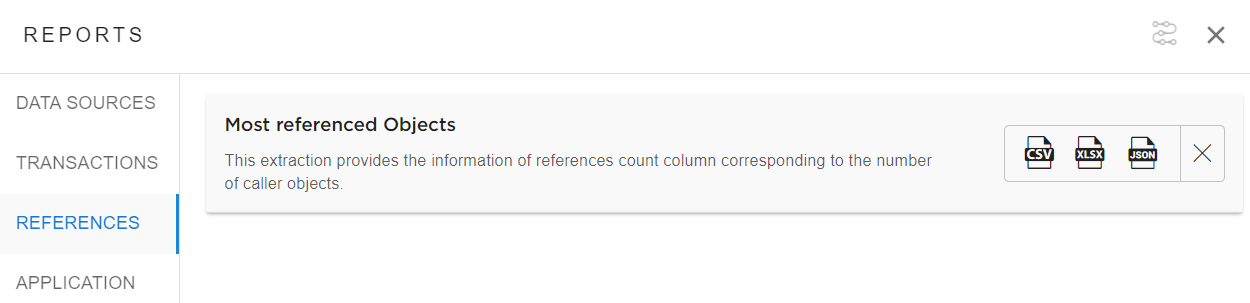 REPORTS
DATA SOURCES
TRANSACTIONS
REFERENCES
APPLICATION
Most referenced Objects
This extraction provides the information of references count column corresponding to the number
of caller objects.
CSV XLSX JSON